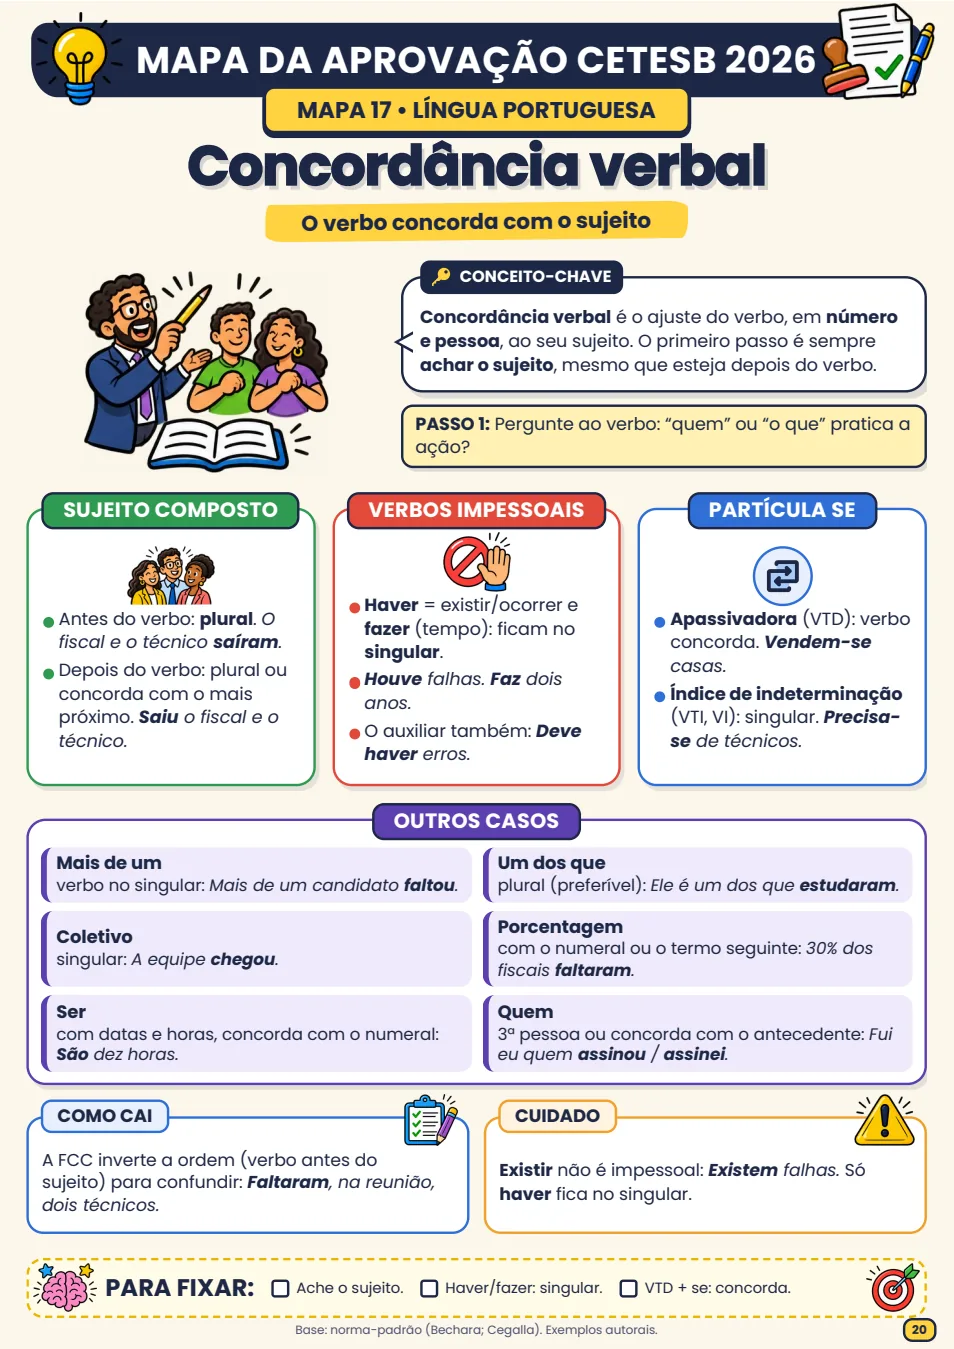 MAPA DA APROVAÇÃO CETESB 2026
MAPA 17 • LÍNGUA PORTUGUESA
Concordância verbal
O verbo concorda com o sujeito
CONCEITO-CHAVE
Concordância verbal é o ajuste do verbo, em número
e pessoa, ao seu sujeito. O primeiro passo é sempre
achar o sujeito, mesmo que esteja depois do verbo.
PASSO 1: Pergunte ao verbo: “quem” ou “o que” pratica a
ação?
SUJEITO COMPOSTO
Antes do verbo: plural. O
fiscal e o técnico saíram.
Depois do verbo: plural ou
concorda com o mais
próximo. Saiu o fiscal e o
técnico.
VERBOS IMPESSOAIS
Haver = existir/ocorrer e
fazer (tempo): ficam no
singular.
Houve falhas. Faz dois
anos.
O auxiliar também: Deve
haver erros.
PARTÍCULA SE
Apassivadora (VTD): verbo
concorda. Vendem-se
casas.
Índice de indeterminação
(VTI, VI): singular. Precisa-
se de técnicos.
OUTROS CASOS
Mais de um
verbo no singular: Mais de um candidato faltou.
Um dos que
plural (preferível): Ele é um dos que estudaram.
Coletivo
singular: A equipe chegou.
Porcentagem
com o numeral ou o termo seguinte: 30% dos
fiscais faltaram.
Ser
com datas e horas, concorda com o numeral:
São dez horas.
Quem
3ª pessoa ou concorda com o antecedente: Fui
eu quem assinou / assinei.
COMO CAI
A FCC inverte a ordem (verbo antes do
sujeito) para confundir: Faltaram, na reunião,
dois técnicos.
CUIDADO
Existir não é impessoal: Existem falhas. Só
haver fica no singular.
PARA FIXAR:
Ache o sujeito.
Haver/fazer: singular.
VTD + se: concorda.
Base: norma-padrão (Bechara; Cegalla). Exemplos autorais.
20